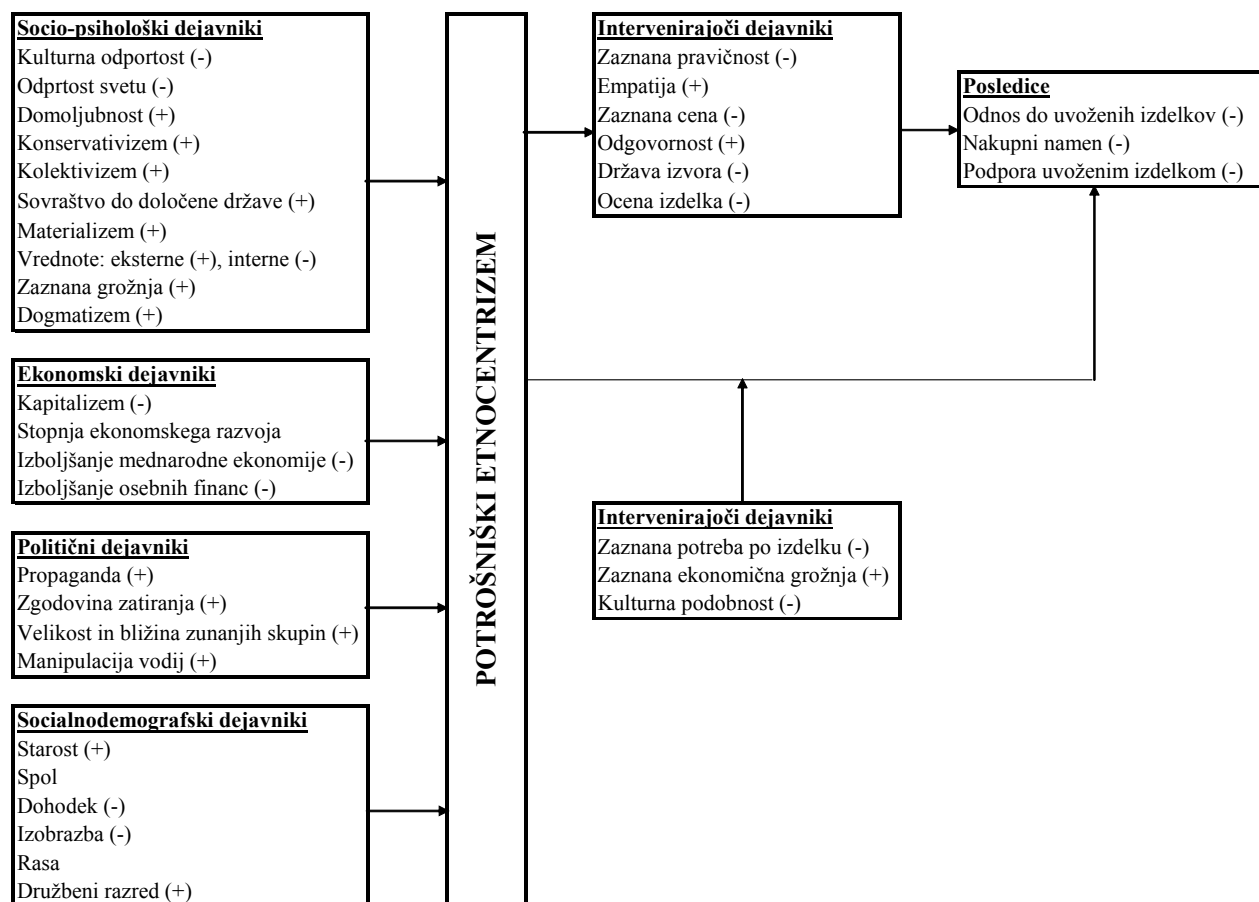 Socio-psihološki dejavniki
Kulturna odportost (-)
Odprtost svetu (-)
Domoljubnost (+)
Konservativizem (+)
Kolektivizem (+)
Sovraštvo do določene države (+)
Materializem (+)
Vrednote: eksterne (+), interne (-)
Zaznana grožnja (+)
Dogmatizem (+)
Ekonomski dejavniki
Kapitalizem (-)
Stopnja ekonomskega razvoja
Izboljšanje mednarodne ekonomije (-)
Izboljšanje osebnih financ (-)
Politični dejavniki
Propaganda (+)
Zgodovina zatiranja (+)
Velikost in bližina zunanjih skupin (+)
Manipulacija vodij (+)
Socialnodemografski dejavniki
Starost (+)
Spol
Dohodek (-)
Izobrazba (-)
Rasa
Družbeni razred (+)
POTROŠNIŠKI ETNOCENTRIZEM
Intervenirajoči dejavniki
Zaznana pravičnost (-)
Empatija (+)
Zaznana cena (-)
Odgovornost (+)
Država izvora (-)
Ocena izdelka (-)
Posledice
Odnos do uvoženih izdelkov (-)
Nakupni namen (-)
Podpora uvoženim izdelkom (-)
Intervenirajoči dejavniki
Zaznana potreba po izdelku (-)
Zaznana ekonomična grožnja (+)
Kulturna podobnost (-)